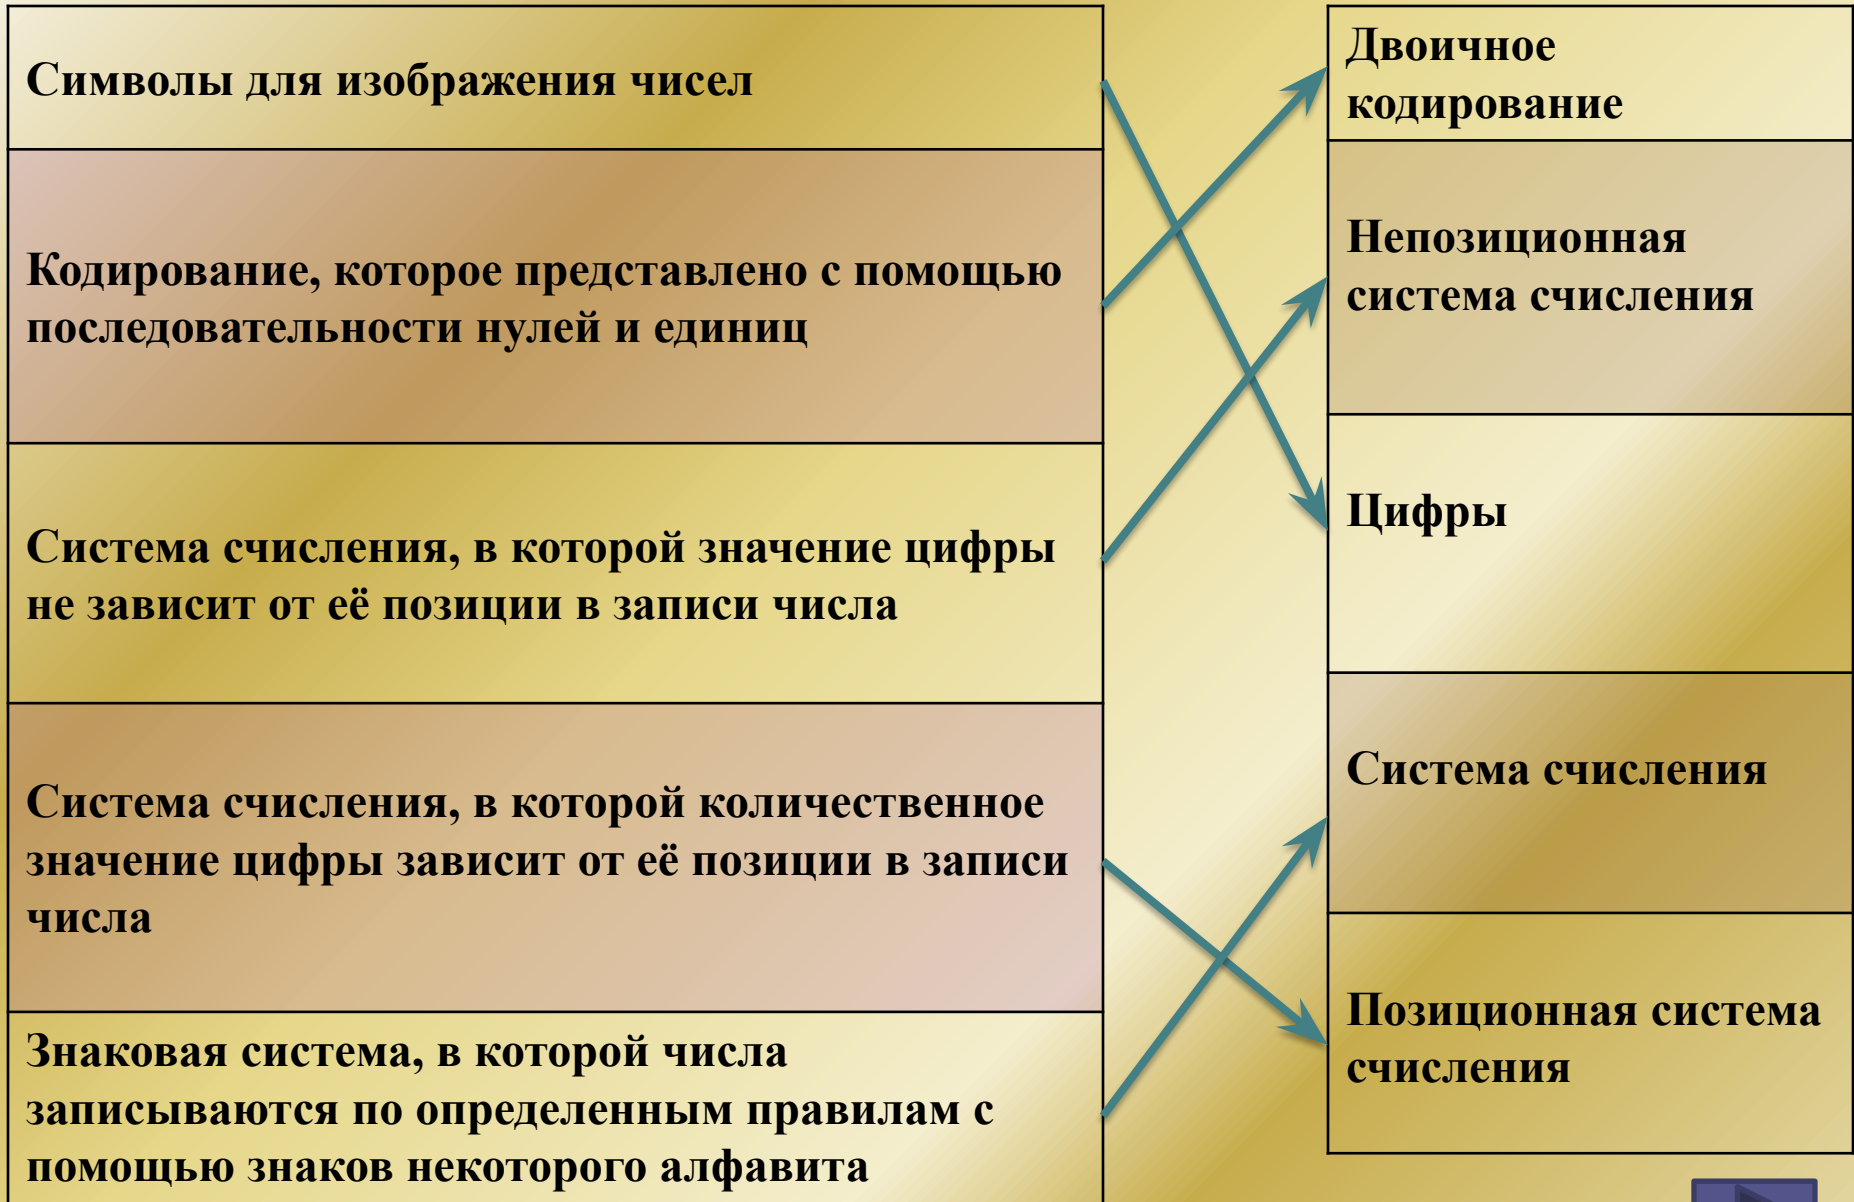 Символы для изображения чисел
Кодирование, которое представлено с помощью
последовательности нулей и единиц
Система счисления, в которой значение цифры
не зависит от её позиции в записи числа
Система счисления, в которой количественное
значение цифры зависит от её позиции в записи
числа
Знаковая система, в которой числа
записываются по определенным правилам с
помощью знаков некоторого алфавита
Двоичное
кодирование
Непозиционная
система счисления
Цифры
Система счисления
Позиционная система
счисления